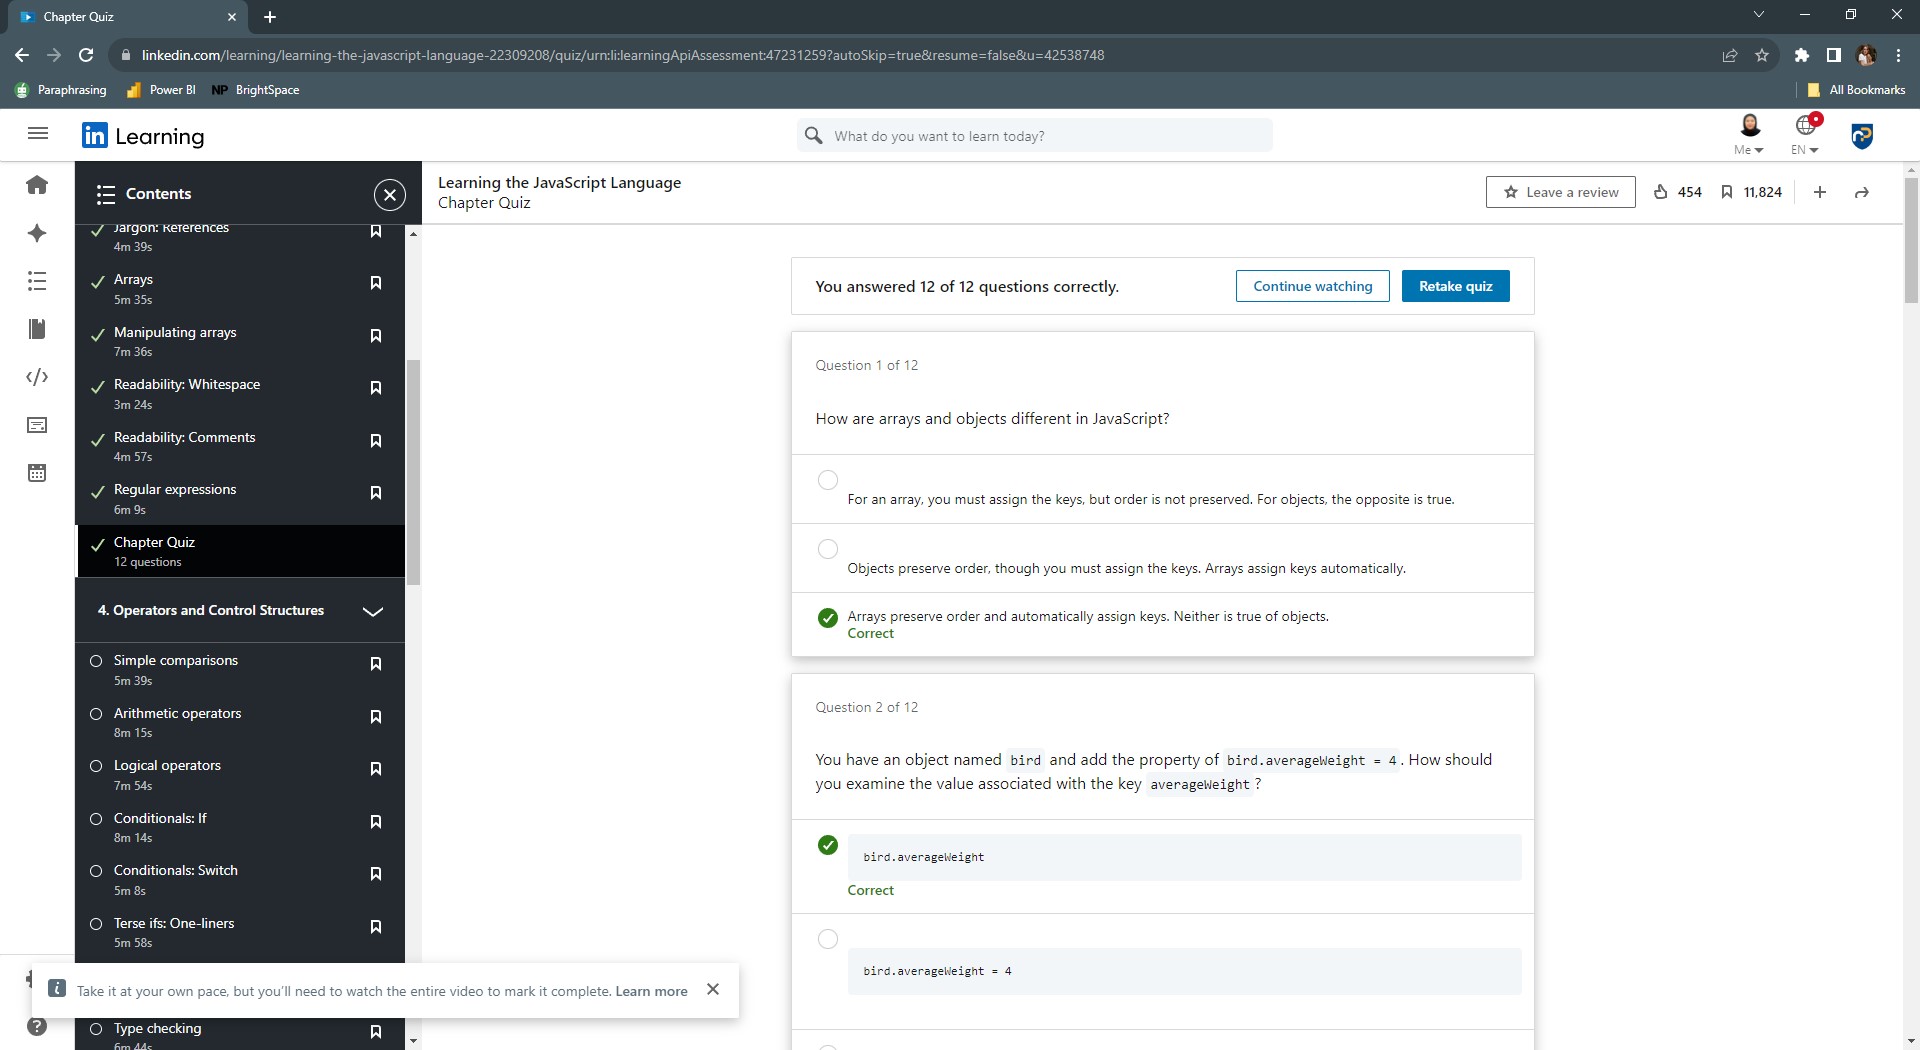 Chapter Quiz
linkedin.com/learning/learning-the-javascript-language-22309208/quiz/urn:li:learningApiAssessment:47231259?autoSkip=true&resume=false&u=42538748
Paraphrasing
Power BI
NP BrightSpace
All Bookmarks
in Learning
What do you want to learn today?
Me
EN
Contents
Learning the JavaScript Language
Chapter Quiz
Leave a review
454
11,824
Jargon: References
4m 39s
Arrays
5m 35s
Manipulating arrays
7m 36s
Readability: Whitespace
3m 24s
Readability: Comments
4m 57s
Regular expressions
6m 9s
Chapter Quiz
12 questions
4. Operators and Control Structures
Simple comparisons
5m 39s
Arithmetic operators
8m 15s
Logical operators
7m 54s
Conditionals: If
8m 14s
Conditionals: Switch
5m 8s
Terse ifs: One-liners
5m 58s
Type checking
6m 44s
Take it at your own pace, but you'll need to watch the entire video to mark it complete. Learn more
You answered 12 of 12 questions correctly.
Continue watching
Retake quiz
Question 1 of 12
How are arrays and objects different in JavaScript?
For an array, you must assign the keys, but order is not preserved. For objects, the opposite is true.
Objects preserve order, though you must assign the keys. Arrays assign keys automatically.
Arrays preserve order and automatically assign keys. Neither is true of objects.
Correct
Question 2 of 12
You have an object named bird and add the property of bird.averageWeight = 4. How should
you examine the value associated with the key averageWeight?
bird.averageWeight
Correct
bird.averageWeight = 4